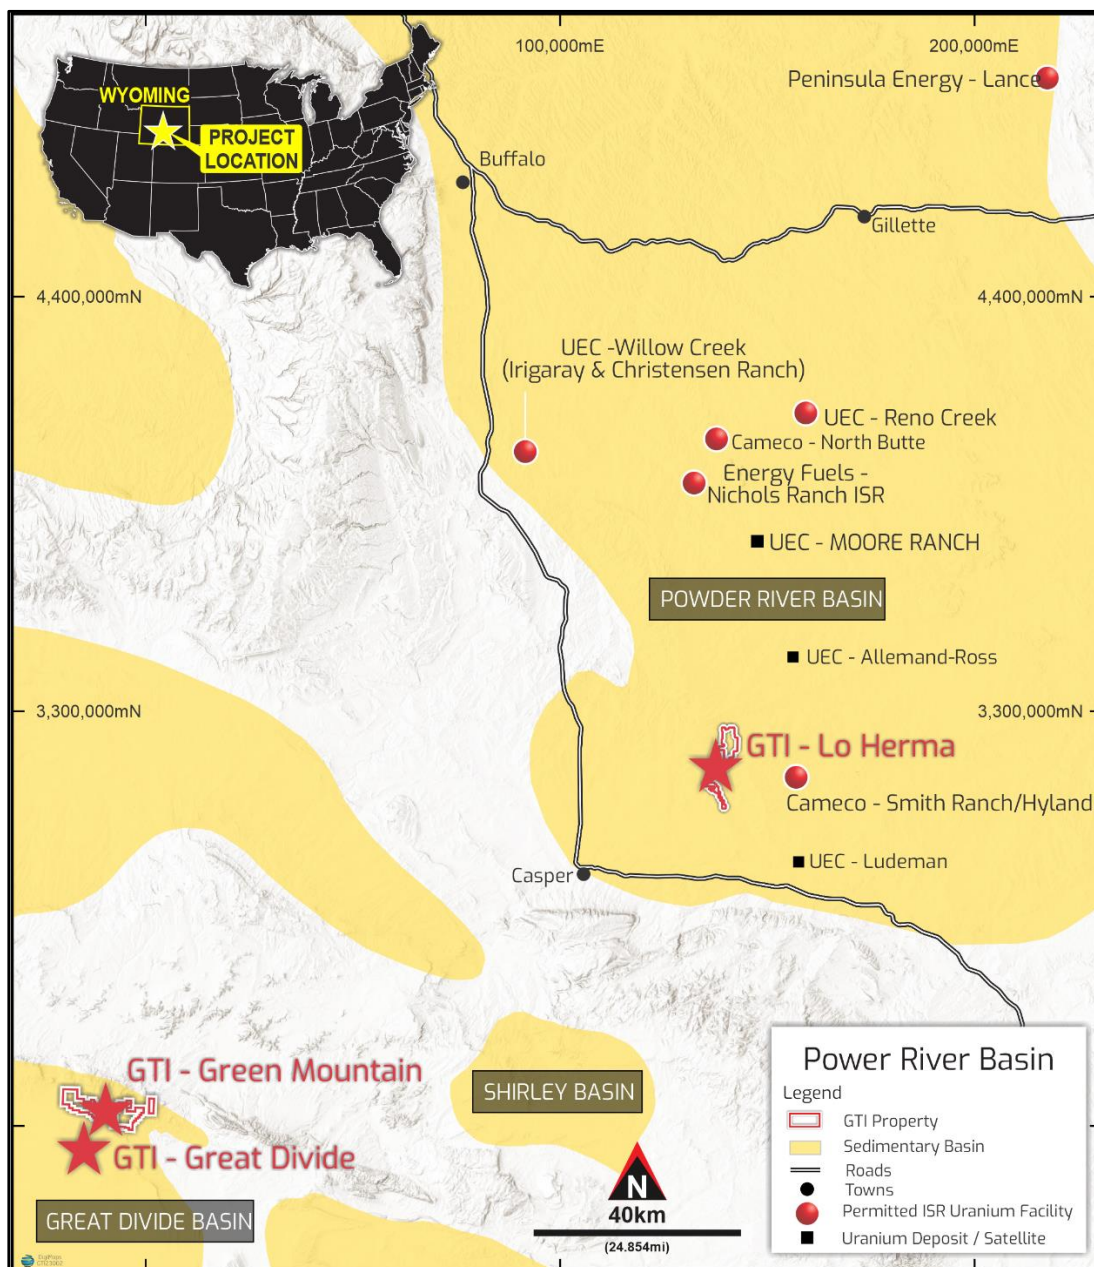 100,000mE
200,000mE
Peninsula Energy - Lance
WYOMING
PROJECT
LOCATION
Buffalo
Gillette
4,400,000mN
4,400,000mN
UEC -Willow Creek
(Irigaray & Christensen Ranch)
UEC - Reno Creek
Cameco - North Butte
Energy Fuels -
Nichols Ranch ISR
UEC - MOORE RANCH
POWDER RIVER BASIN
UEC - Allemand-Ross
3,300,000mN
3,300,000mN
GTI - Lo Herma
Cameco - Smith Ranch/Hyland
UEC - Ludeman
Casper
GTI - Green Mountain
SHIRLEY BASIN
GTI - Great Divide
GREAT DIVIDE BASIN
N
40km
(24.854mi)
Power River Basin
Legend
GTI Property
Sedimentary Basin
Roads
Towns
Permitted ISR Uranium Facility
Uranium Deposit / Satellite